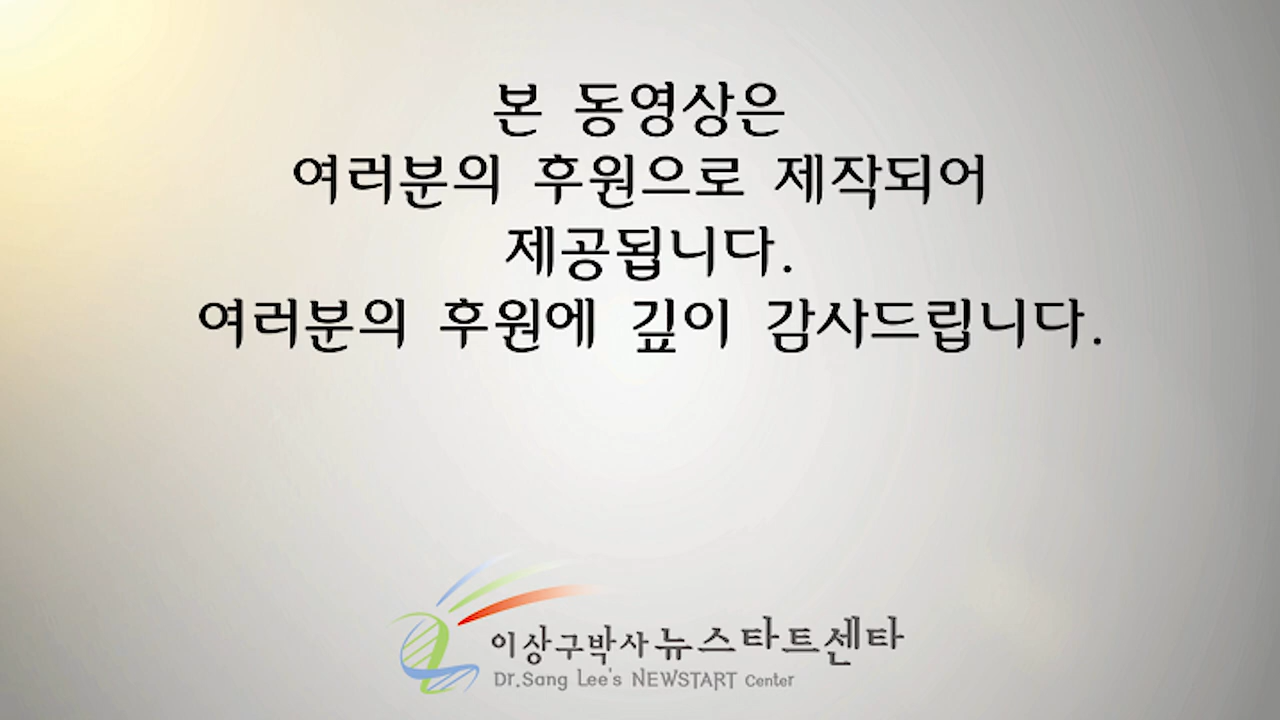 본 동영상은
여러분의 후원으로 제작되어
제공됩니다.
여러분의 후원에 깊이 감사드립니다.
이상구박사 뉴스타트센타
Dr.Sang Lee's NEWSTART Center